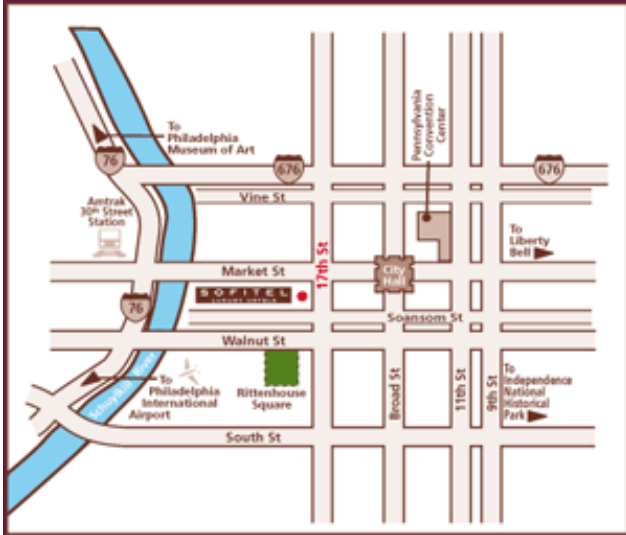 To
Philadelphia
Museum of Art
Pennsylvania
Convention
Center
76
676
676
Vine St
Amtrak
30th Street
Station
To
Liberty
Bell
Market St
17th St
City
Hall
SOFITEL
LUXURY HOTELS
76
Soansom St
Walnut St
Schuylkill River
To
Philadelphia
International
Airport
Rittenhouse
Square
Broad St
11th St
9th St
To
Independence
National
Historical
Park
South St